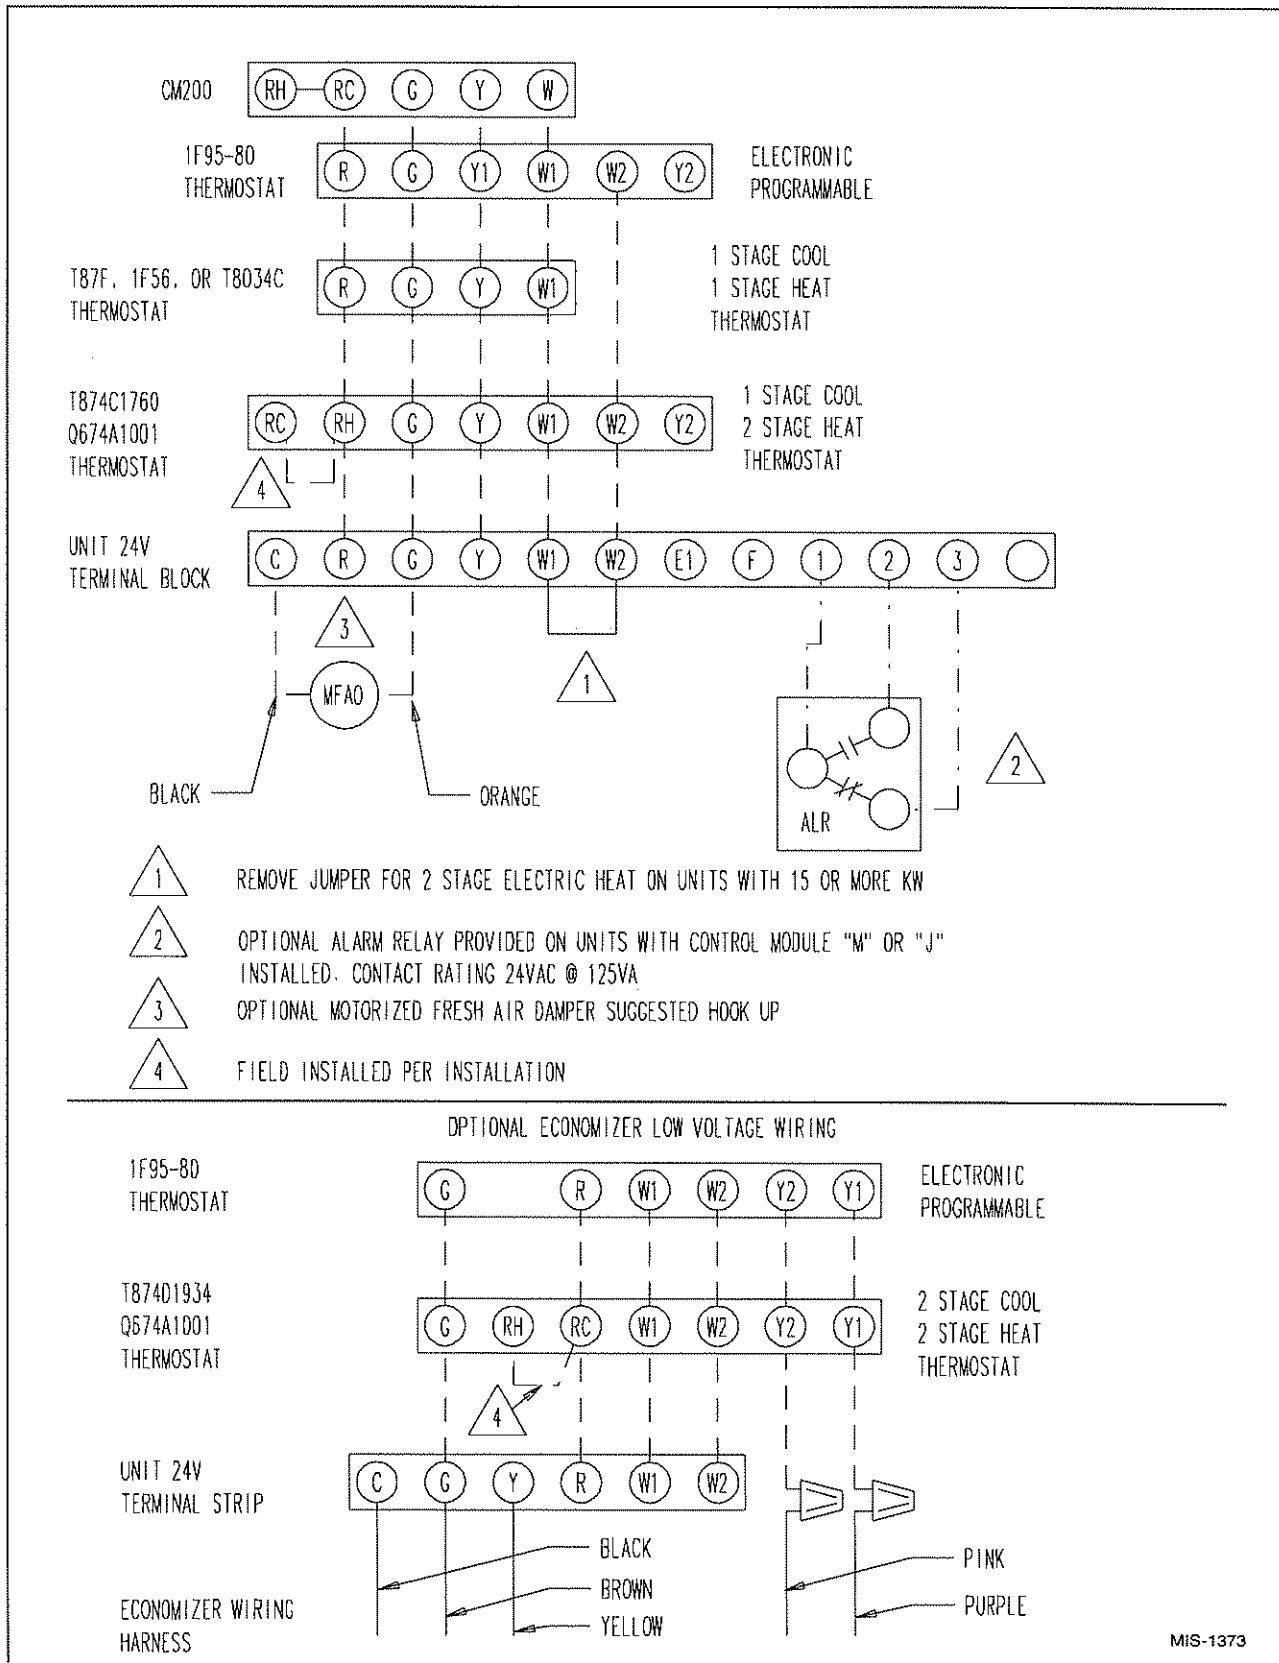 CM200 RH RC G Y W
1F95-80
THERMOSTAT
R G Y1 W1 W2 Y2
ELECTRONIC
PROGRAMMABLE
T87F, 1F56, OR T8034C
THERMOSTAT
R G Y W1
1 STAGE COOL
1 STAGE HEAT
THERMOSTAT
T874C1760
Q674A1001
THERMOSTAT
RC RH G Y W1 W2 Y2
1 STAGE COOL
2 STAGE HEAT
THERMOSTAT
4
UNIT 24V
TERMINAL BLOCK
C R G Y W1 W2 E1 F 1 2 3
3
1
MFAO
2
BLACK
ORANGE
ALR
1 REMOVE JUMPER FOR 2 STAGE ELECTRIC HEAT ON UNITS WITH 15 OR MORE KW
2 OPTIONAL ALARM RELAY PROVIDED ON UNITS WITH CONTROL MODULE "M" OR "J"
INSTALLED. CONTACT RATING 24VAC @ 125VA
3 OPTIONAL MOTORIZED FRESH AIR DAMPER SUGGESTED HOOK UP
4 FIELD INSTALLED PER INSTALLATION
OPTIONAL ECONOMIZER LOW VOLTAGE WIRING
1F95-80
THERMOSTAT
G R W1 W2 Y2 Y1
ELECTRONIC
PROGRAMMABLE
T874D1934
Q674A1001
THERMOSTAT
G RH RC W1 W2 Y2 Y1
2 STAGE COOL
2 STAGE HEAT
THERMOSTAT
4
UNIT 24V
TERMINAL STRIP
C G Y R W1 W2
BLACK
BROWN
YELLOW
PINK
PURPLE
ECONOMIZER WIRING
HARNESS
MIS-1373